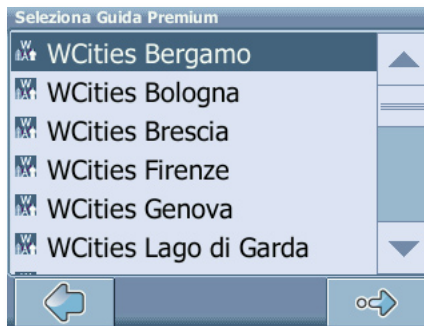 Seleziona Guida Premium
WCities Bergamo
WCities Bologna
WCities Brescia
WCities Firenze
WCities Genova
WCities Lago di Garda